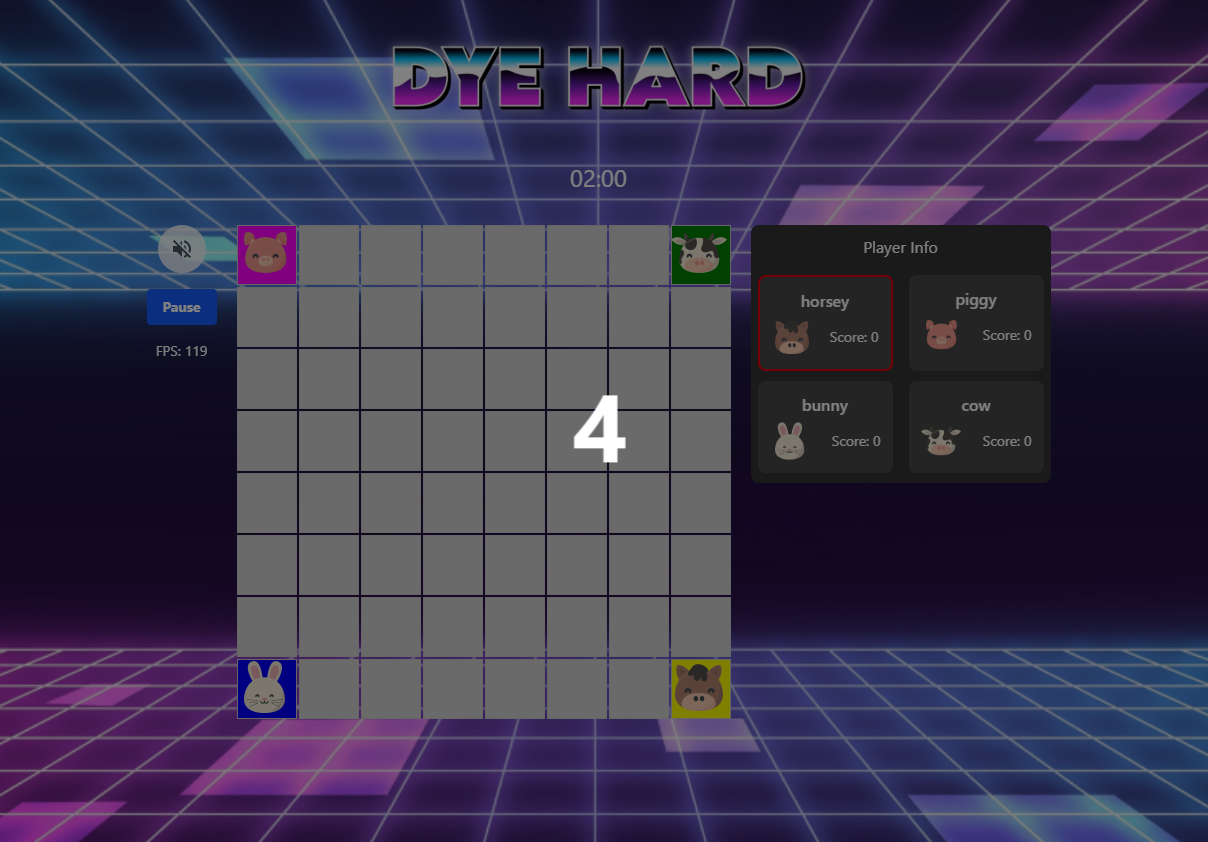 DYE HARD
02:00
Pause
FPS: 119
4
Player Info
horsey
Score: 0
piggy
Score: 0
bunny
Score: 0
cow
Score: 0